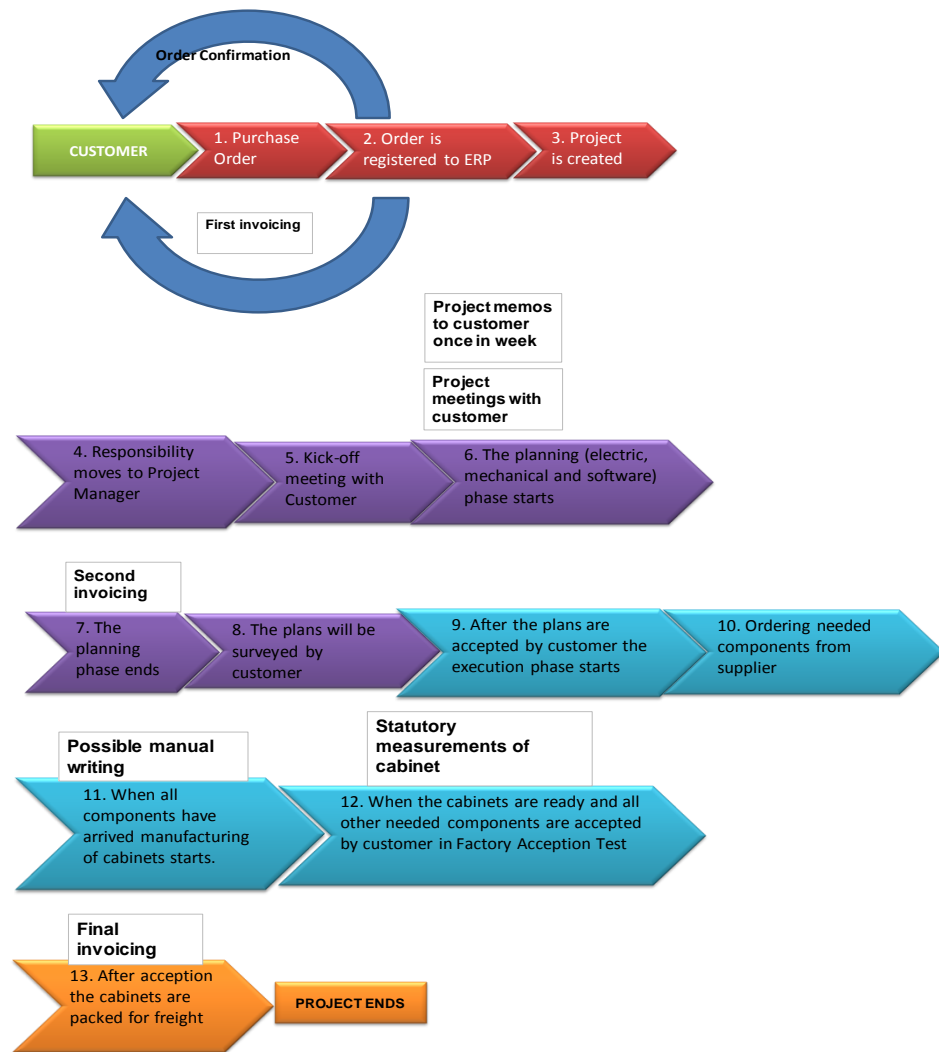 Order Confirmation
CUSTOMER
1. Purchase
Order
2. Order is
registered to ERP
3. Project
is created
First invoicing
Project memos
to customer
once in week
Project
meetings with
customer
4. Responsibility
moves to Project
Manager
5. Kick-off
meeting with
Customer
6. The planning (electric,
mechanical and software)
phase starts
Second
invoicing
7. The
planning
phase ends
8. The plans will be
surveyed by
customer
9. After the plans are
accepted by customer the
execution phase starts
10. Ordering needed
components from
supplier
Possible manual
writing
11. When all
components have
arrived manufacturing
of cabinets starts.
Statutory
measurements of
cabinet
12. When the cabinets are ready and all
other needed components are accepted
by customer in Factory Acception Test
Final
invoicing
13. After acception
the cabinets are
packed for freight
PROJECT ENDS